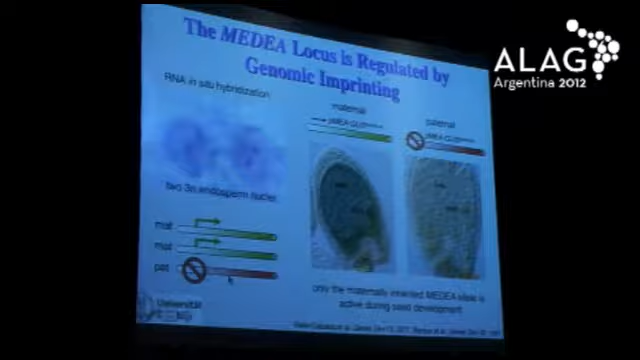 The MEDEA Locus is Regulated by
Genomic Imprinting
ALAG
Argentina 2012
RNA in situ hybridization
maternal
paternal
two 3n endosperm nuclei
mat
mat
pat
only the maternally inherited MEDEA allele is
active during seed development
Universität